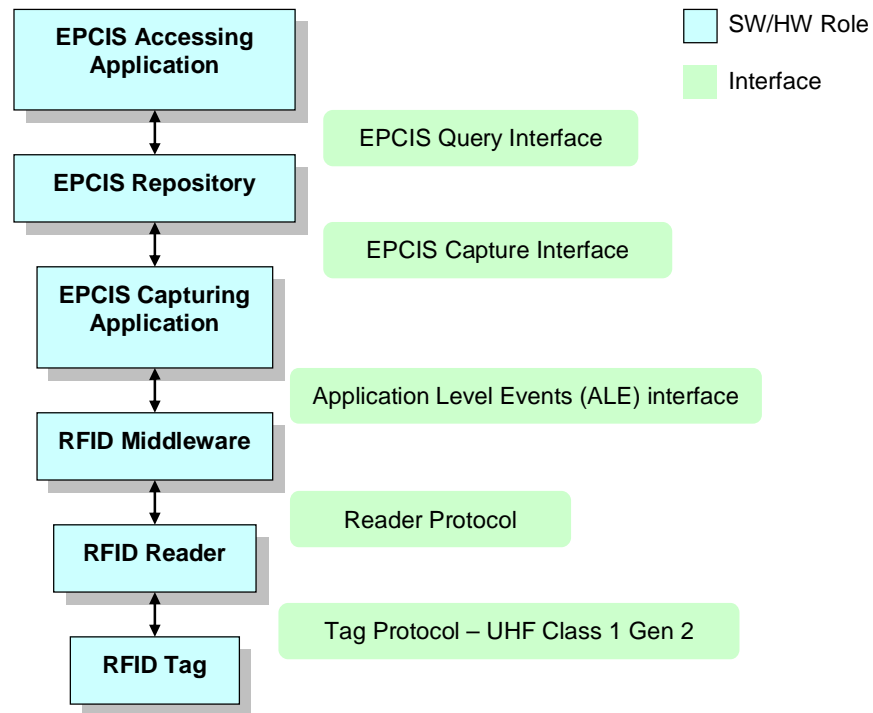 EPCIS Accessing
Application
SW/HW Role
Interface
EPCIS Query Interface
EPCIS Repository
EPCIS Capture Interface
EPCIS Capturing
Application
Application Level Events (ALE) interface
RFID Middleware
Reader Protocol
RFID Reader
Tag Protocol – UHF Class 1 Gen 2
RFID Tag